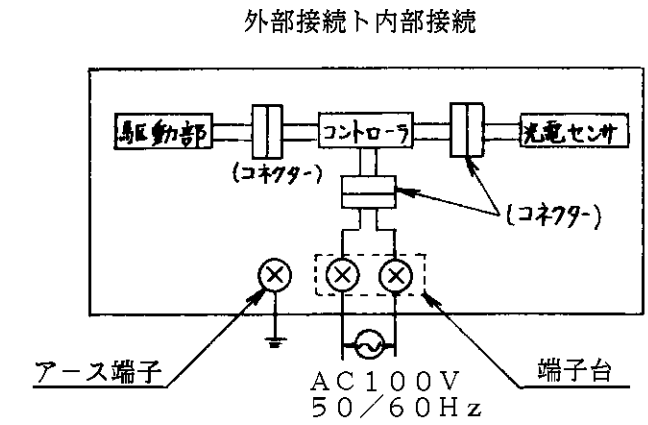 外部接続ト内部接続
駆動部
コントローラ
光電センサ
(コネクター)
(コネクター)
アース端子
端子台
AC100V
50/60Hz